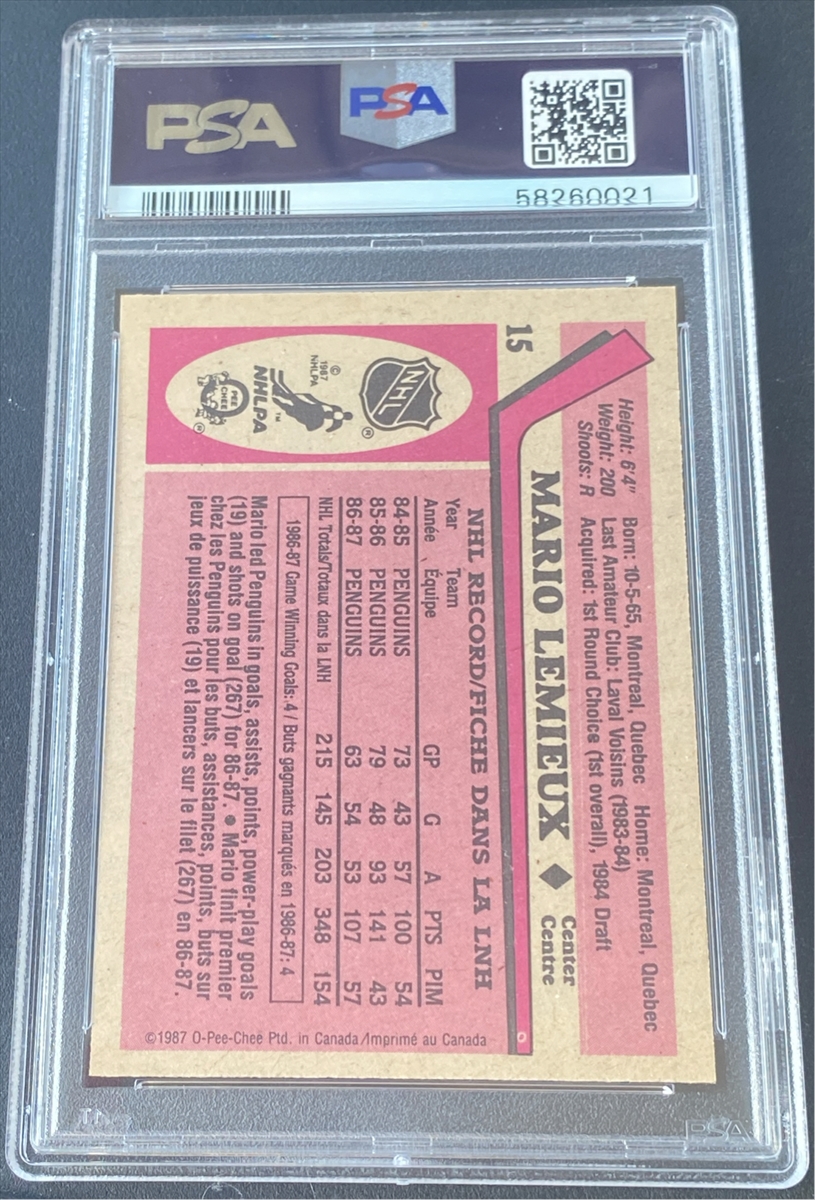 PSA
PSA
58260021
15
Height: 6'4" Born: 10-5-65, Montreal, Quebec Home: Montreal, Quebec
Weight: 200 Last Amateur Club: Laval Voisins (1983-84)
Shoots: R Acquired: 1st Round Choice (1st overall), 1984 Draft
MARIO LEMIEUX ◆ Center
Centre
NHL
®
© 1987 NHLPA
NHLPA™
O PEE CHEE
®
NHL RECORD/FICHE DANS LA LNH
Year Team
Année Équipe GP G A PTS PIM
84-85 PENGUINS 73 43 57 100 54
85-86 PENGUINS 79 48 93 141 43
86-87 PENGUINS 63 54 53 107 57
NHL Totals/Totaux dans la LNH 215 145 203 348 154
1986-87 Game Winning Goals: 4 / Buts gagnants marqués en 1986-87: 4
Mario led Penguins in goals, assists, points, power-play goals
(19) and shots on goal (267) for 86-87. ● Mario finit premier
chez les Penguins pour les buts, assistances, points, buts sur
jeux de puissance (19) et lancers sur le filet (267) en 86-87.
©1987 O-Pee-Chee Ptd. in Canada/Imprimé au Canada
PSA